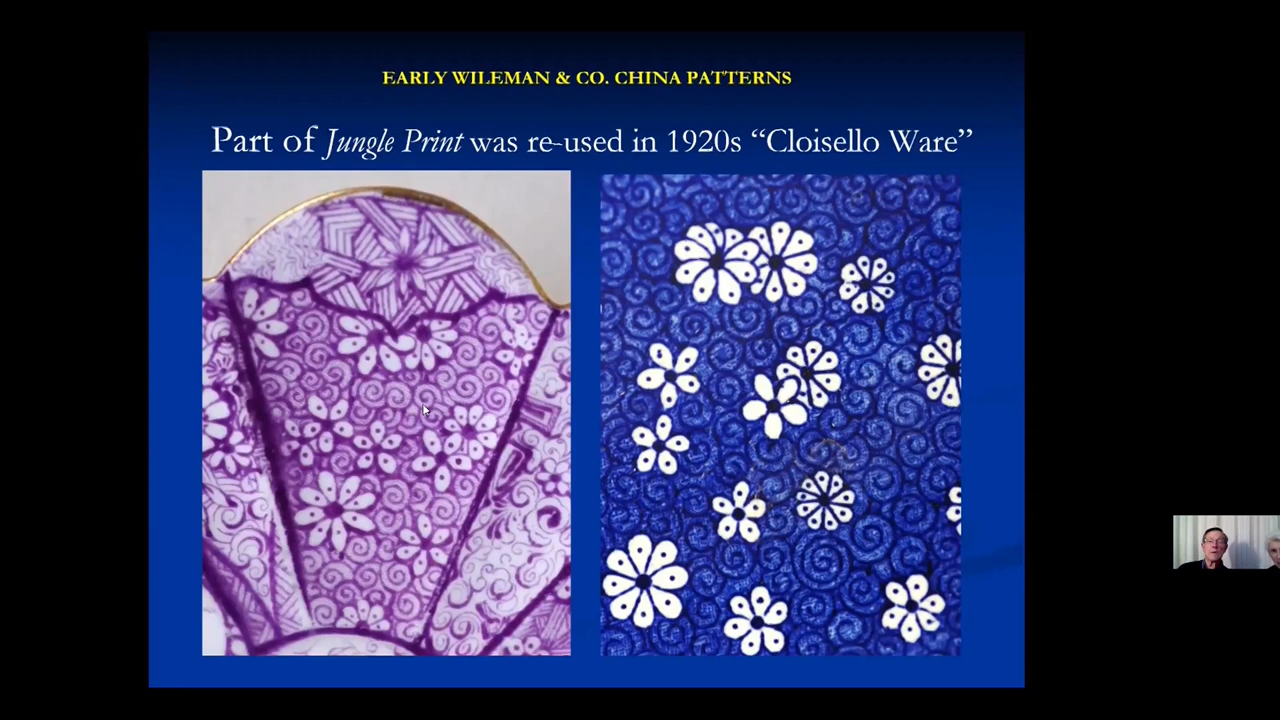 EARLY WILEMAN & CO. CHINA PATTERNS
Part of Jungle Print was re-used in 1920s “Cloisello Ware”